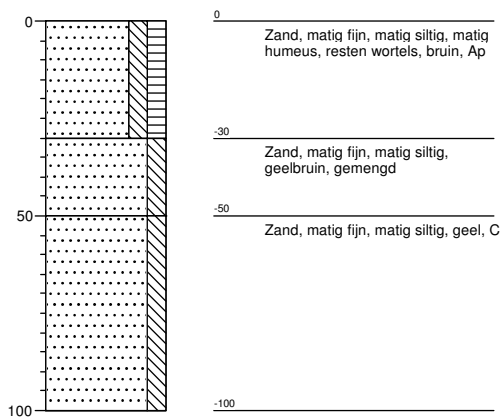 0
0
Zand, matig fijn, matig siltig, matig
humeus, resten wortels, bruin, Ap
-30
Zand, matig fijn, matig siltig,
geelbruin, gemengd
50
-50
Zand, matig fijn, matig siltig, geel, C
100
-100